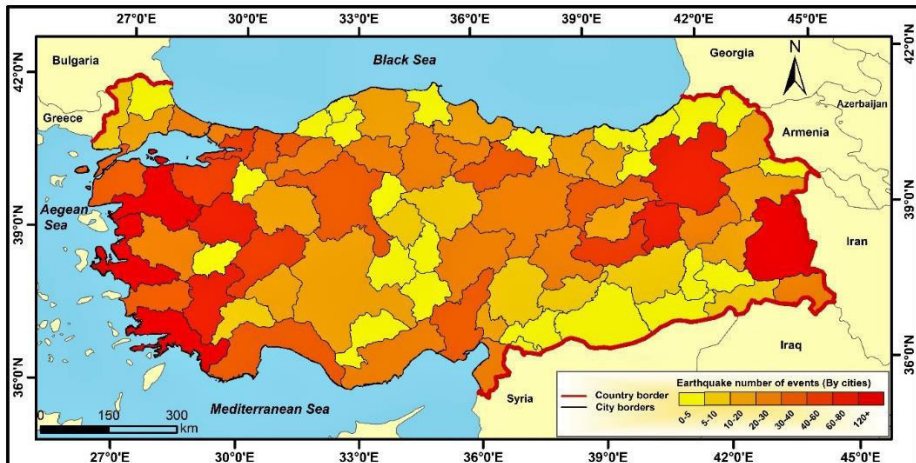 27°0'E 30°0'E 33°0'E 36°0'E 39°0'E 42°0'E 45°0'E
Bulgaria
Black Sea
Georgia
N
42°0'N
42°0'N
Greece
Azerbaijan
Armenia
Aegean
Sea
39°0'N
39°0'N
Iran
36°0'N
36°0'N
Iraq
Syria
Mediterranean Sea
Country border
City borders
Earthquake number of events (By cities)
0-5 5-10 10-20 20-30 30-40 40-60 60-80 120+
0 150 300
km
27°0'E 30°0'E 33°0'E 36°0'E 39°0'E 42°0'E 45°0'E